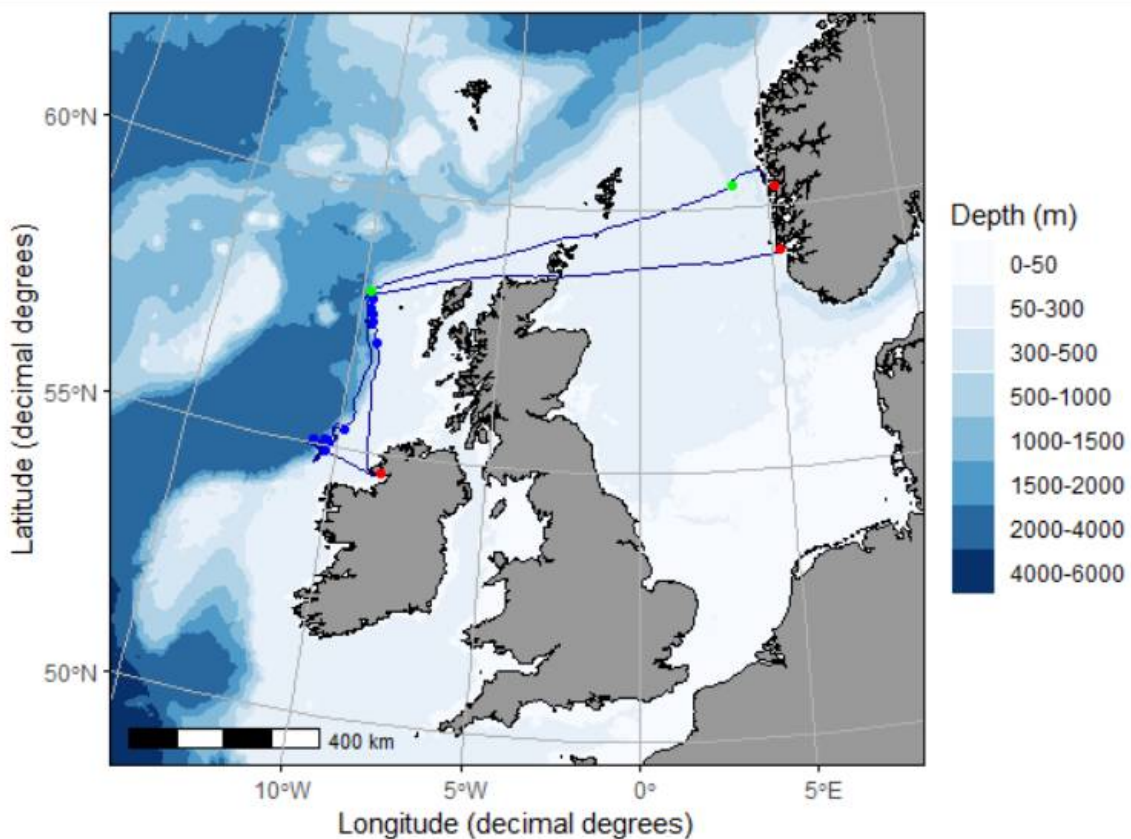 60°N
55°N
50°N
Latitude (decimal degrees)
400 km
10°W
5°W
0°
5°E
Longitude (decimal degrees)
Depth (m)
0-50
50-300
300-500
500-1000
1000-1500
1500-2000
2000-4000
4000-6000